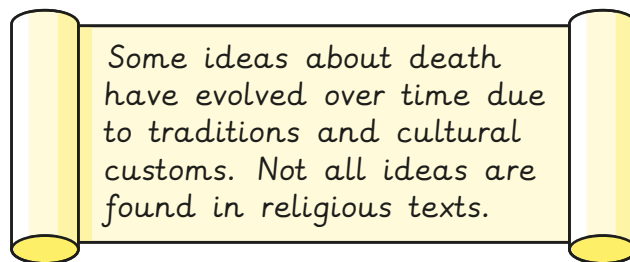 Some ideas about death
have evolved over time due
to traditions and cultural
customs. Not all ideas are
found in religious texts.